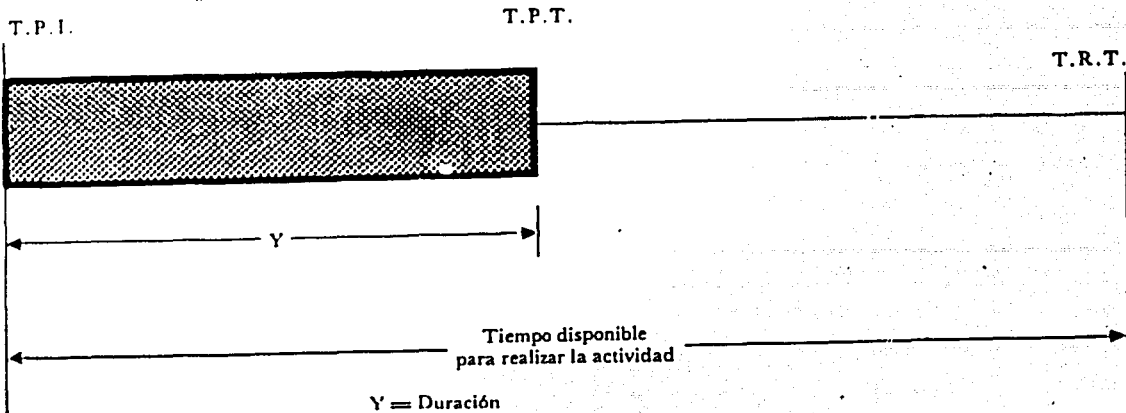 T.P.I.
T.P.T.
T.R.T.
Y
Tiempo disponible
para realizar la actividad
Y = Duración